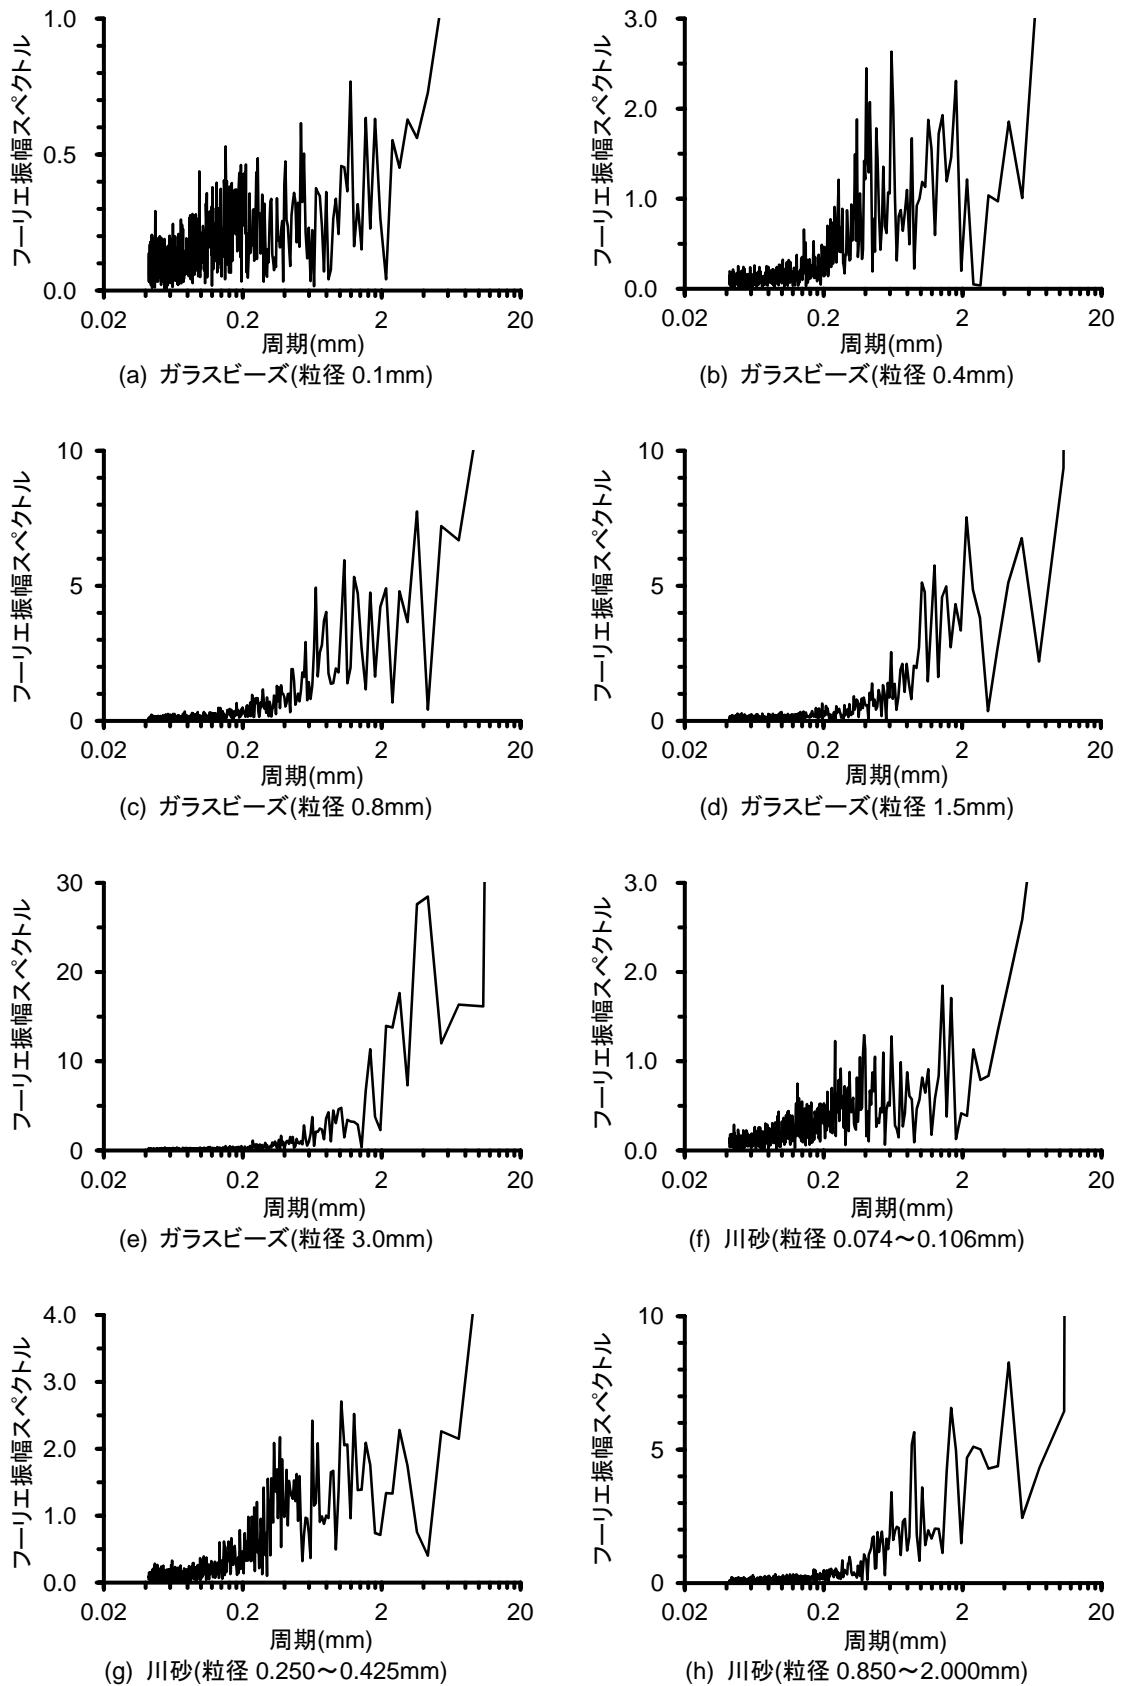 1.0
0.5
0.0
フーリエ振幅スペクトル
0.02 0.2 2 20
周期(mm)
(a) ガラスビーズ(粒径 0.1mm)
3.0
2.0
1.0
0.0
フーリエ振幅スペクトル
0.02 0.2 2 20
周期(mm)
(b) ガラスビーズ(粒径 0.4mm)
10
5
0
フーリエ振幅スペクトル
0.02 0.2 2 20
周期(mm)
(c) ガラスビーズ(粒径 0.8mm)
10
5
0
フーリエ振幅スペクトル
0.02 0.2 2 20
周期(mm)
(d) ガラスビーズ(粒径 1.5mm)
30
20
10
0
フーリエ振幅スペクトル
0.02 0.2 2 20
周期(mm)
(e) ガラスビーズ(粒径 3.0mm)
3.0
2.0
1.0
0.0
フーリエ振幅スペクトル
0.02 0.2 2 20
周期(mm)
(f) 川砂(粒径 0.074～0.106mm)
4.0
3.0
2.0
1.0
0.0
フーリエ振幅スペクトル
0.02 0.2 2 20
周期(mm)
(g) 川砂(粒径 0.250～0.425mm)
10
5
0
フーリエ振幅スペクトル
0.02 0.2 2 20
周期(mm)
(h) 川砂(粒径 0.850～2.000mm)